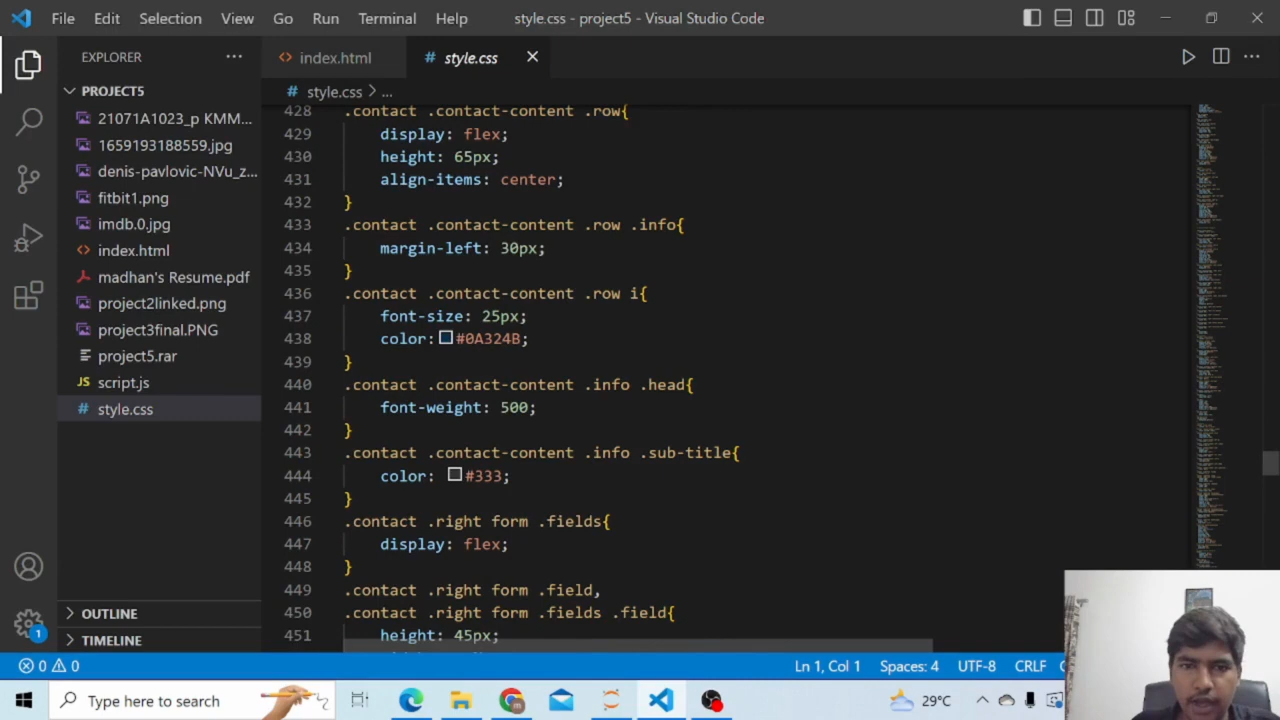 File Edit Selection View Go Run Terminal Help style.css - project5 - Visual Studio Code
EXPLORER
index.html
style.css
PROJECT5
style.css > ...
21071A1023_p KMM...
1659193188559.jpg
denis-pavlovic-NVu_z...
fitbit1.png
imdb.0.jpg
index.html
madhan's Resume.pdf
project2linked.png
project3final.PNG
project5.rar
script.js
style.css
OUTLINE
TIMELINE
428 .contact .contact-content .row{
429 display: flex;
430 height: 65px;
431 align-items: center;
432 }
433 .contact .contact-content .row .info{
434 margin-left: 30px;
435 }
436 .contact .contact-content .row i{
437 font-size: 25px;
438 color: #0A324B;
439 }
440 .contact .contact-content .info .head{
441 font-weight: 500;
442 }
443 .contact .contact-content .info .sub-title{
444 color: #333;
445 }
446 .contact .right form .fields{
447 display: flex;
448 }
449 .contact .right form .field,
450 .contact .right form .fields .field{
451 height: 45px;
1
0 0 Ln 1, Col 1 Spaces: 4 UTF-8 CRLF
Type here to search
29°C